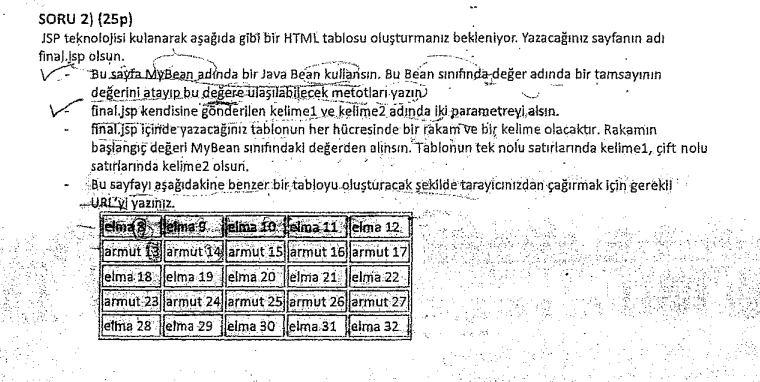 SORU 2) (25p)
JSP teknolojisi kulanarak aşağıda gibi bir HTML tablosu oluşturmanız bekleniyor. Yazacağınız sayfanın adı
final.jsp olsun.
- Bu sayfa MyBean adında bir Java Bean kullansın. Bu Bean sınıfında değer adında bir tamsayının
değerini atayıp bu değere ulaşılabilecek metotları yazın.
- final.jsp kendisine gönderilen kelime1 ve kelime2 adında iki parametreyi alsın.
- final.jsp içinde yazacağınız tablonun her hücresinde bir rakam ve bir kelime olacaktır. Rakamın
başlangıç değeri MyBean sınıfındaki değerden alınsın. Tablonun tek nolu satırlarında kelime1, çift nolu
satırlarında kelime2 olsun.
- Bu sayfayı aşağıdakine benzer bir tabloyu oluşturacak şekilde tarayıcınızdan çağırmak için gerekli
URL'yi yazınız.
elma 8 elma 9 elma 10 elma 11 elma 12
armut 13 armut 14 armut 15 armut 16 armut 17
elma 18 elma 19 elma 20 elma 21 elma 22
armut 23 armut 24 armut 25 armut 26 armut 27
elma 28 elma 29 elma 30 elma 31 elma 32